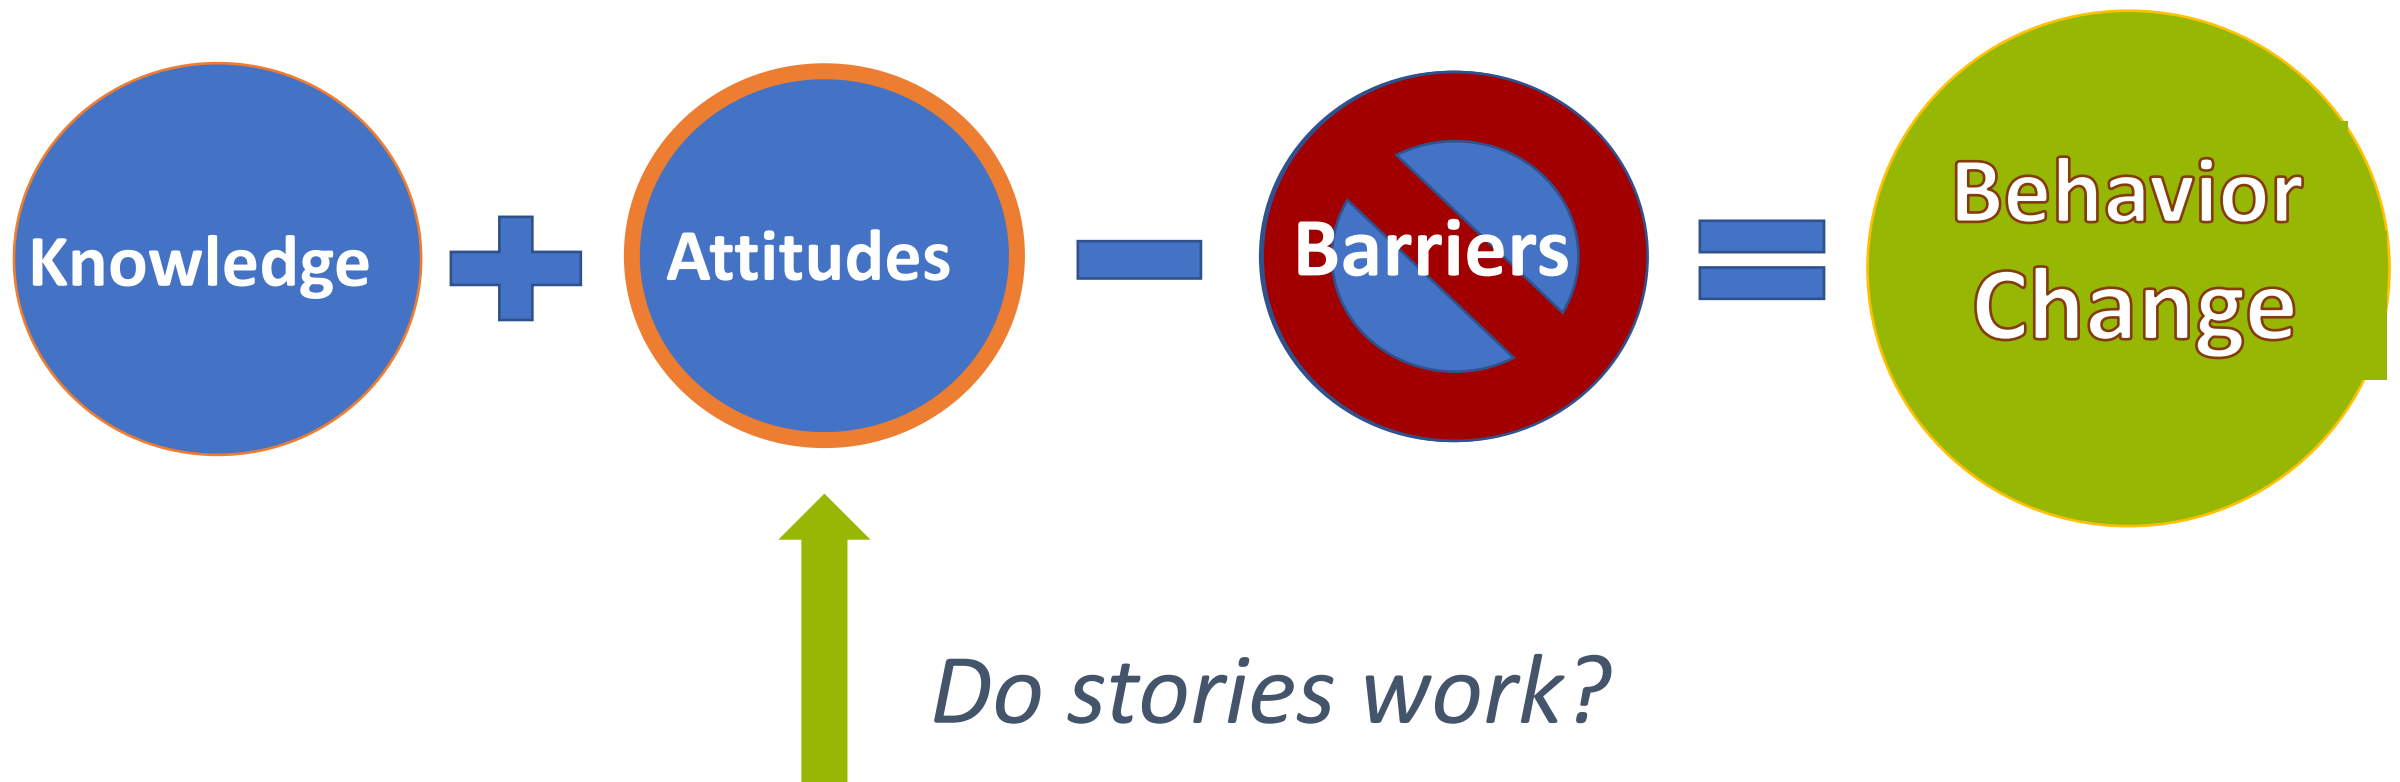 Knowledge
Attitudes
Barriers
Behavior
Change
Do stories work?